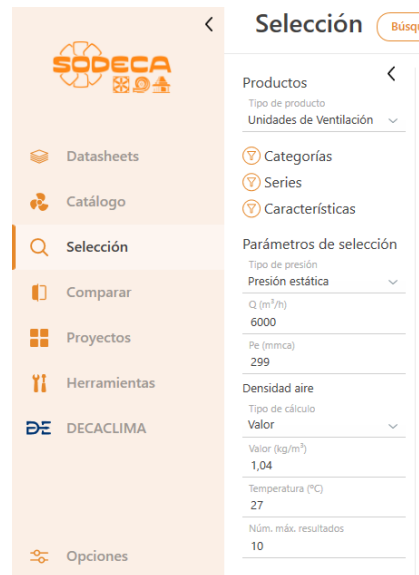 SODECA
Datasheets
Catálogo
Selección
Comparar
Proyectos
Herramientas
DECACLIMA
Opciones
Selección
Productos
Tipo de producto
Unidades de Ventilación
Categorías
Series
Características
Parámetros de selección
Tipo de presión
Presión estática
Q (m³/h)
6000
Pe (mmca)
299
Densidad aire
Tipo de cálculo
Valor
Valor (kg/m³)
1,04
Temperatura (ºC)
27
Núm. máx. resultados
10